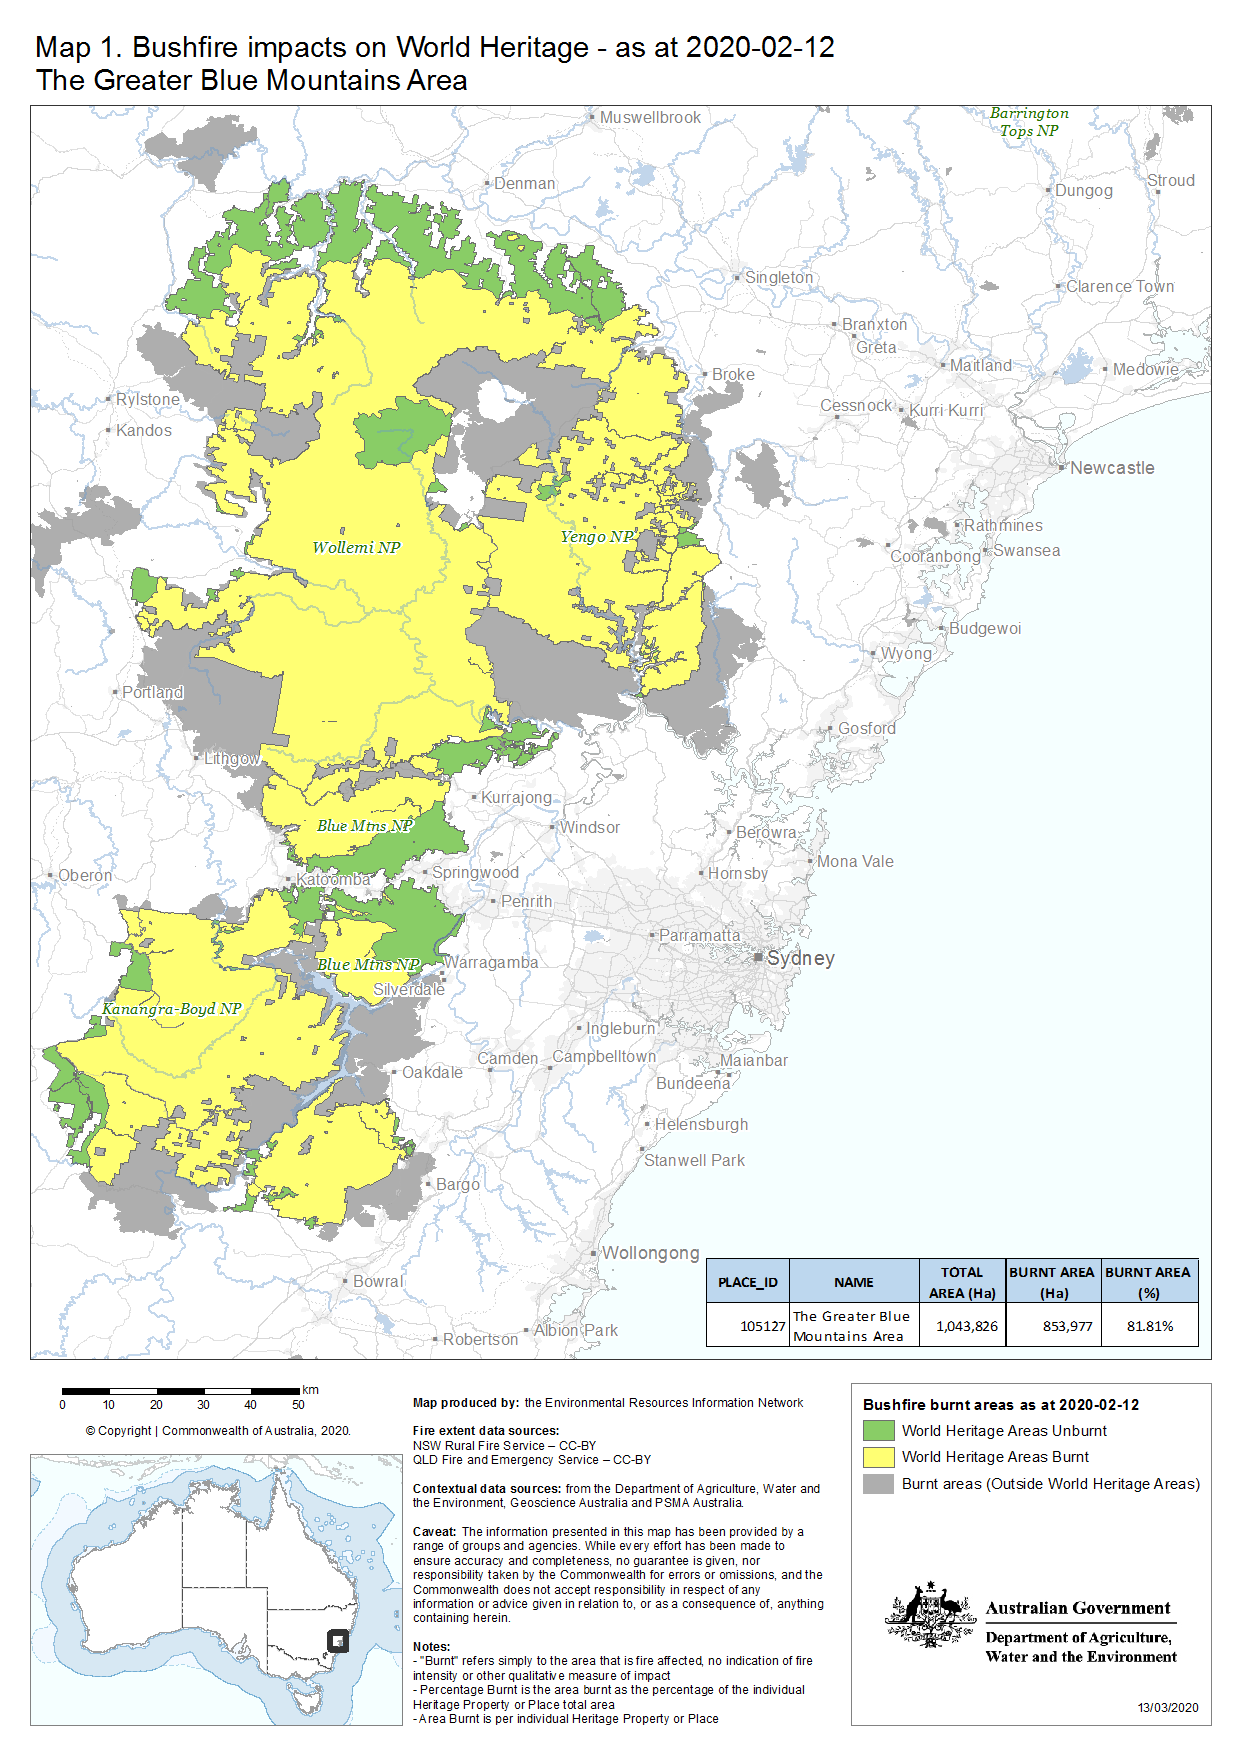 Map 1. Bushfire impacts on World Heritage - as at 2020-02-12
The Greater Blue Mountains Area
Barrington
Tops NP
Muswellbrook
Denman
Stroud
Dungog
Singleton
Clarence Town
Branxton
Greta
Maitland
Medowie
Broke
Rylstone
Cessnock
Kurri Kurri
Kandos
Newcastle
Rathmines
Yengo NP
Wollemi NP
Swansea
Cooranbong
Budgewoi
Wyong
Portland
Gosford
Lithgow
Kurrajong
Blue Mtns NP
Windsor
Berowra
Mona Vale
Springwood
Hornsby
Oberon
Katoomba
Penrith
Parramatta
Sydney
Blue Mtns NP
Warragamba
Silverdale
Kanangra-Boyd NP
Ingleburn
Camden
Campbelltown
Maianbar
Oakdale
Bundeena
Helensburgh
Stanwell Park
Bargo
Wollongong
Bowral
Albion Park
Robertson
PLACE_ID NAME TOTAL AREA (Ha) BURNT AREA (Ha) BURNT AREA (%)
105127 The Greater Blue Mountains Area 1,043,826 853,977 81.81%
km
0 10 20 30 40 50
© Copyright | Commonwealth of Australia, 2020.
Map produced by: the Environmental Resources Information Network
Fire extent data sources:
NSW Rural Fire Service – CC-BY
QLD Fire and Emergency Service – CC-BY
Contextual data sources: from the Department of Agriculture, Water and
the Environment, Geoscience Australia and PSMA Australia.
Caveat: The information presented in this map has been provided by a
range of groups and agencies. While every effort has been made to
ensure accuracy and completeness, no guarantee is given, nor
responsibility taken by the Commonwealth for errors or omissions, and the
Commonwealth does not accept responsibility in respect of any
information or advice given in relation to, or as a consequence of, anything
containing herein.
Notes:
- "Burnt" refers simply to the area that is fire affected, no indication of fire
intensity or other qualitative measure of impact
- Percentage Burnt is the area burnt as the percentage of the individual
Heritage Property or Place total area
- Area Burnt is per individual Heritage Property or Place
Bushfire burnt areas as at 2020-02-12
World Heritage Areas Unburnt
World Heritage Areas Burnt
Burnt areas (Outside World Heritage Areas)
Australian Government
Department of Agriculture,
Water and the Environment
13/03/2020